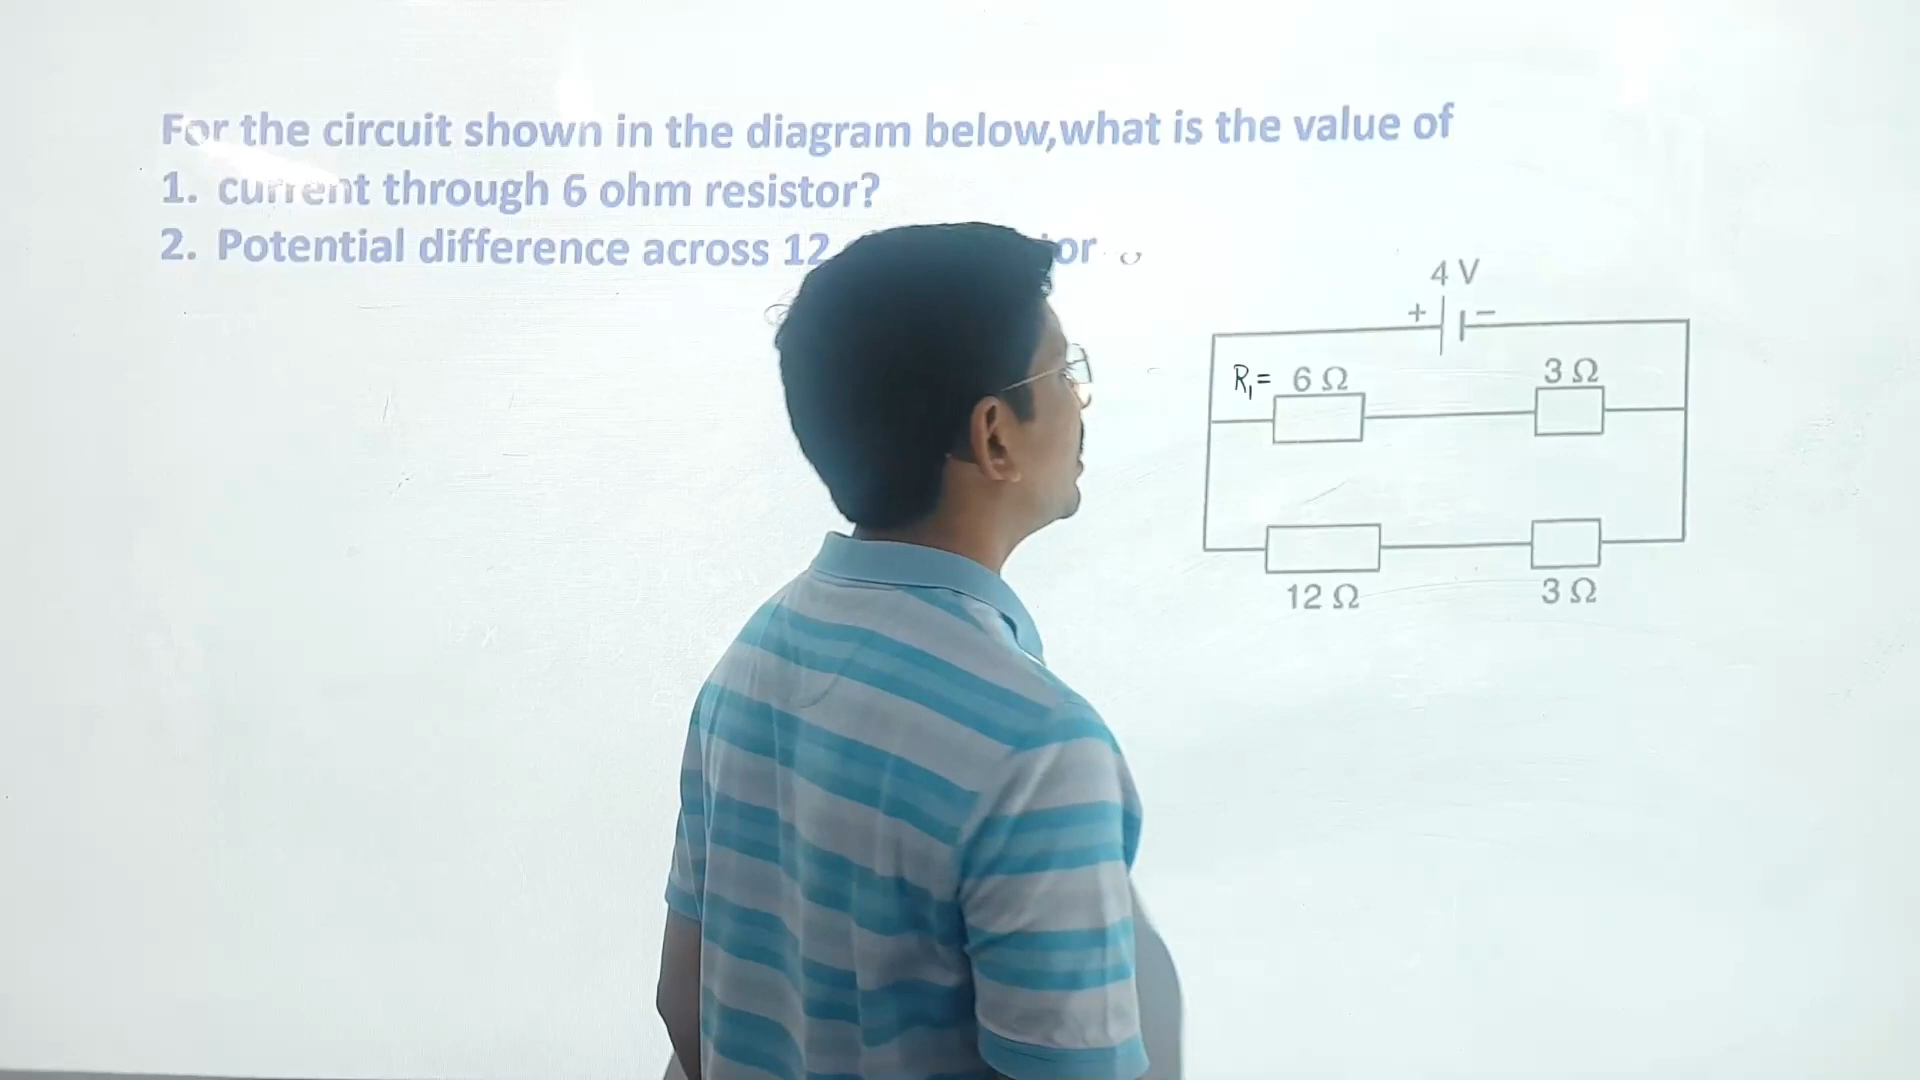 For the circuit shown in the diagram below,what is the value of
1. current through 6 ohm resistor?
2. Potential difference across 12
4 V
+ −
R₁= 6 Ω
3 Ω
12 Ω
3 Ω